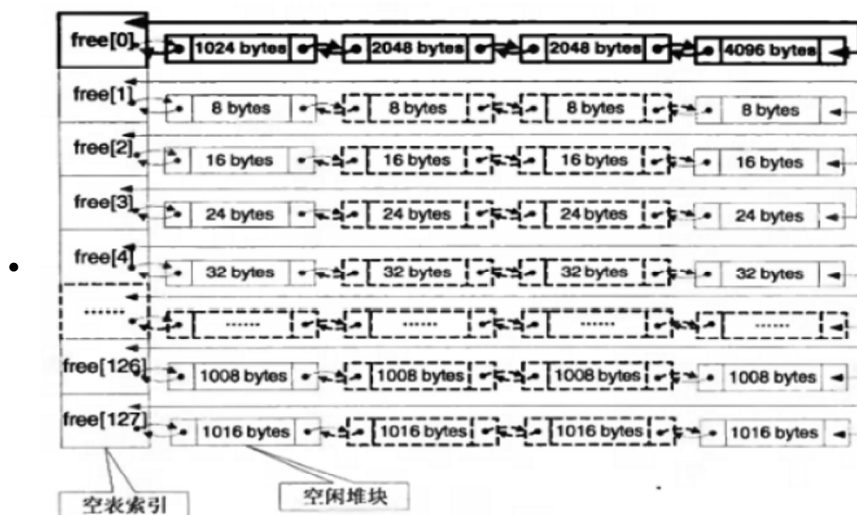 free[0] 1024 bytes 2048 bytes 2048 bytes 4096 bytes
free[1] 8 bytes 8 bytes 8 bytes 8 bytes
free[2] 16 bytes 16 bytes 16 bytes 16 bytes
free[3] 24 bytes 24 bytes 24 bytes 24 bytes
free[4] 32 bytes 32 bytes 32 bytes 32 bytes
...... ...... ...... ...... ......
free[126] 1008 bytes 1008 bytes 1008 bytes 1008 bytes
free[127] 1016 bytes 1016 bytes 1016 bytes 1016 bytes
空表索引 空闲堆块